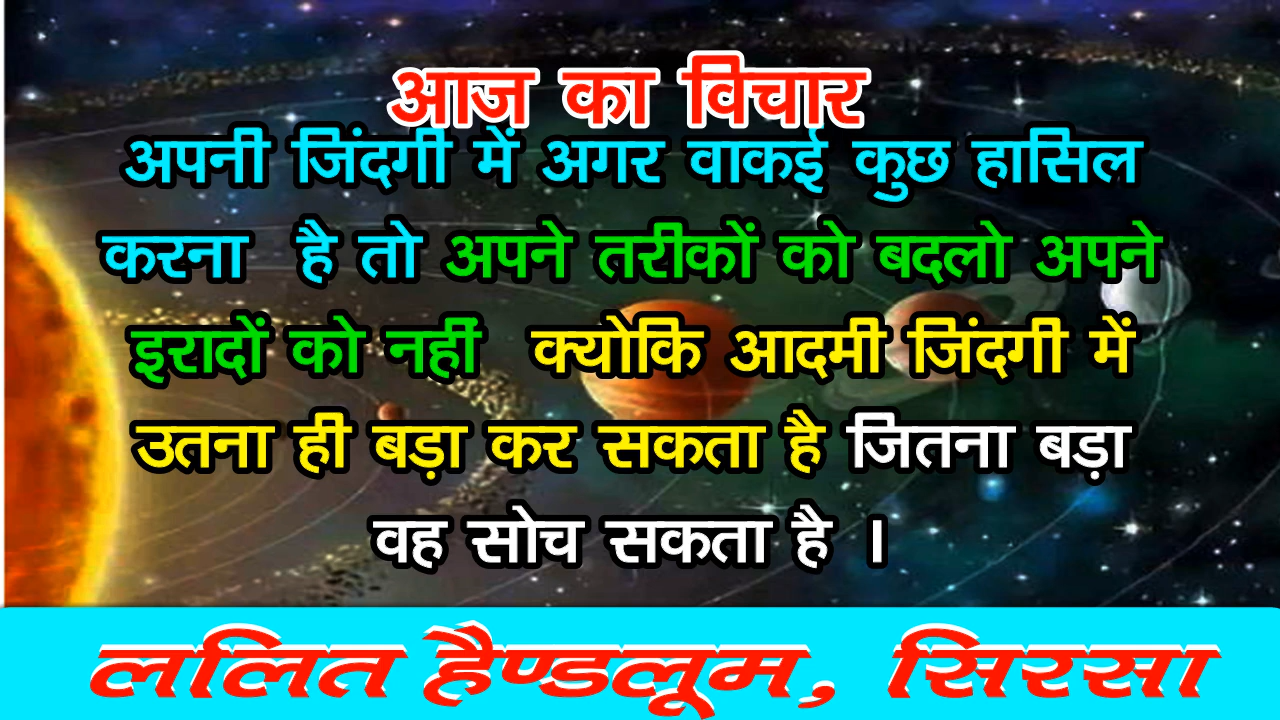 आज का विचार
अपनी जिंदगी में अगर वाकई कुछ हासिल
करना है तो अपने तरीकों को बदलो अपने
इरादों को नहीं क्योकि आदमी जिंदगी में
उतना ही बड़ा कर सकता है जितना बड़ा
वह सोच सकता है ।
ललित हैण्डलूम, सिरसा